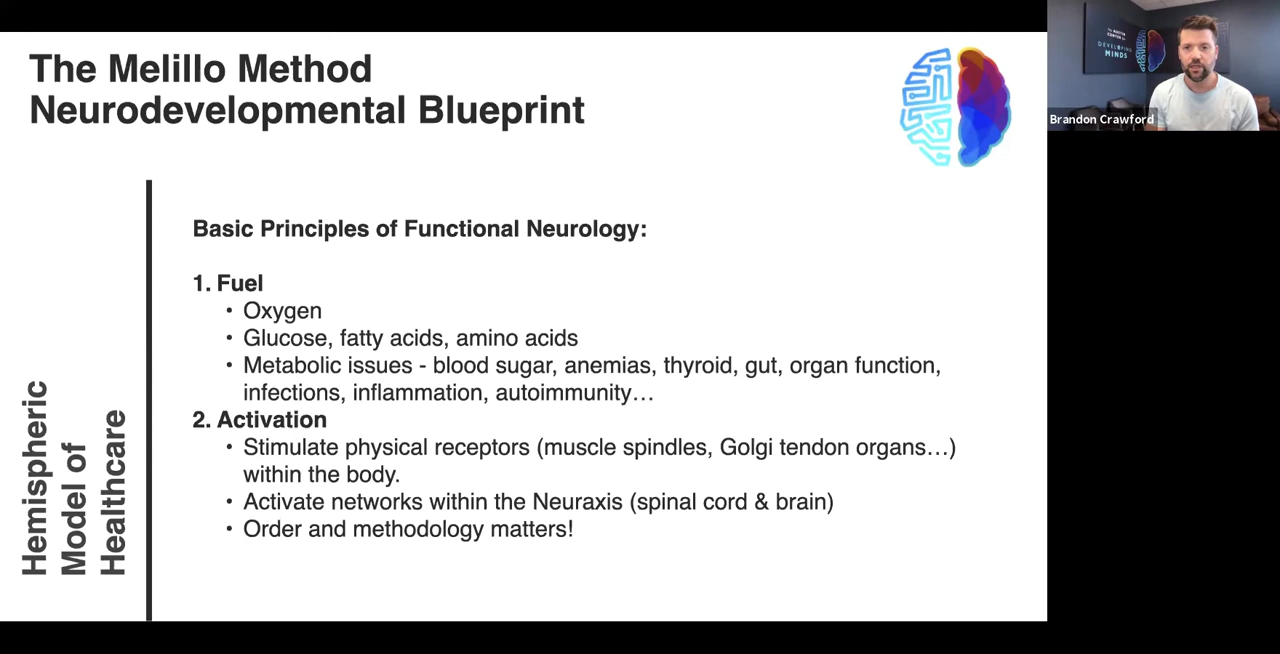 The Melillo Method
Neurodevelopmental Blueprint
Hemispheric
Model of
Healthcare
Basic Principles of Functional Neurology:
1. Fuel
• Oxygen
• Glucose, fatty acids, amino acids
• Metabolic issues - blood sugar, anemias, thyroid, gut, organ function,
infections, inflammation, autoimmunity…
2. Activation
• Stimulate physical receptors (muscle spindles, Golgi tendon organs…)
within the body.
• Activate networks within the Neuraxis (spinal cord & brain)
• Order and methodology matters!
DEVELOPING
MINDS
Brandon Crawford